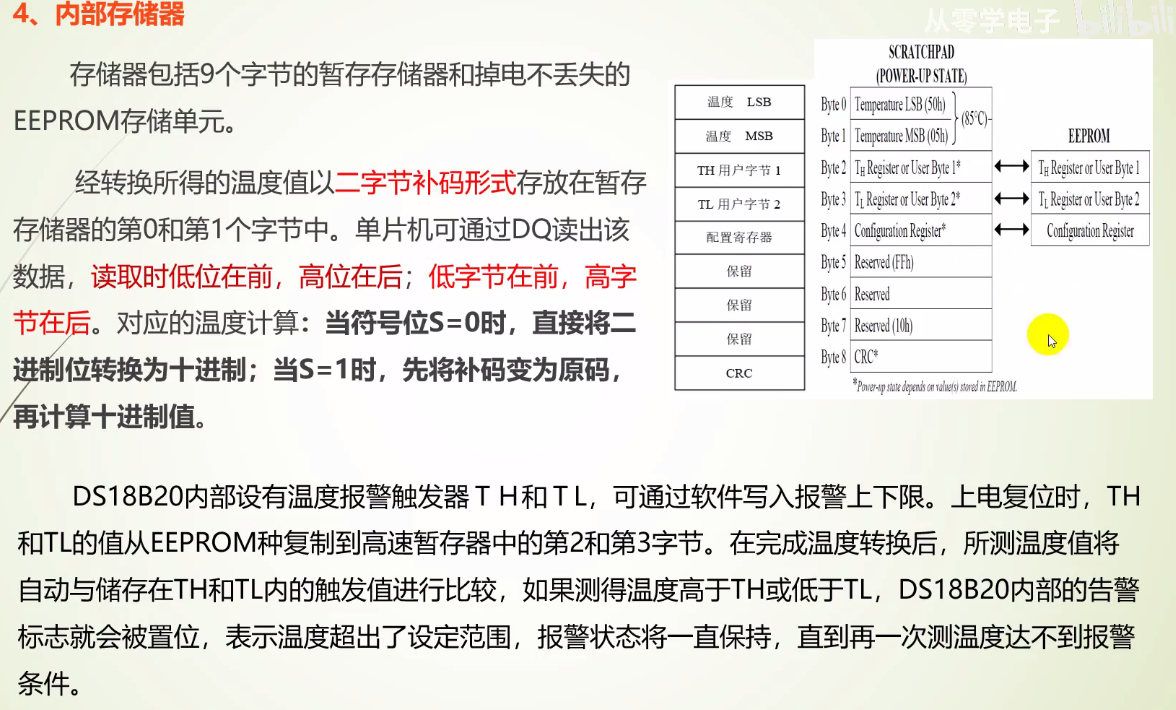 4、内部存储器
从零学电子 bilibili
存储器包括9个字节的暂存存储器和掉电不丢失的
EEPROM存储单元。
经转换所得的温度值以二字节补码形式存放在暂存
存储器的第0和第1个字节中。单片机可通过DQ读出该
数据，读取时低位在前，高位在后；低字节在前，高字
节在后。对应的温度计算：当符号位S=0时，直接将二
进制位转换为十进制；当S=1时，先将补码变为原码，
再计算十进制值。
温度 LSB
温度 MSB
TH 用户字节 1
TL 用户字节 2
配置寄存器
保留
保留
保留
CRC
SCRATCHPAD
(POWER-UP STATE)
Byte 0 Temperature LSB (50h)
(85°C)
Byte 1 Temperature MSB (05h)
EEPROM
Byte 2 TH Register or User Byte 1* TH Register or User Byte 1
Byte 3 TL Register or User Byte 2* TL Register or User Byte 2
Byte 4 Configuration Register* Configuration Register
Byte 5 Reserved (FFh)
Byte 6 Reserved
Byte 7 Reserved (10h)
Byte 8 CRC*
*Power-up state depends on value(s) stored in EEPROM.
DS18B20内部设有温度报警触发器ＴＨ和ＴＬ，可通过软件写入报警上下限。上电复位时，TH
和TL的值从EEPROM种复制到高速暂存器中的第2和第3字节。在完成温度转换后，所测温度值将
自动与储存在TH和TL内的触发值进行比较，如果测得温度高于TH或低于TL，DS18B20内部的告警
标志就会被置位，表示温度超出了设定范围，报警状态将一直保持，直到再一次测温度达不到报警
条件。